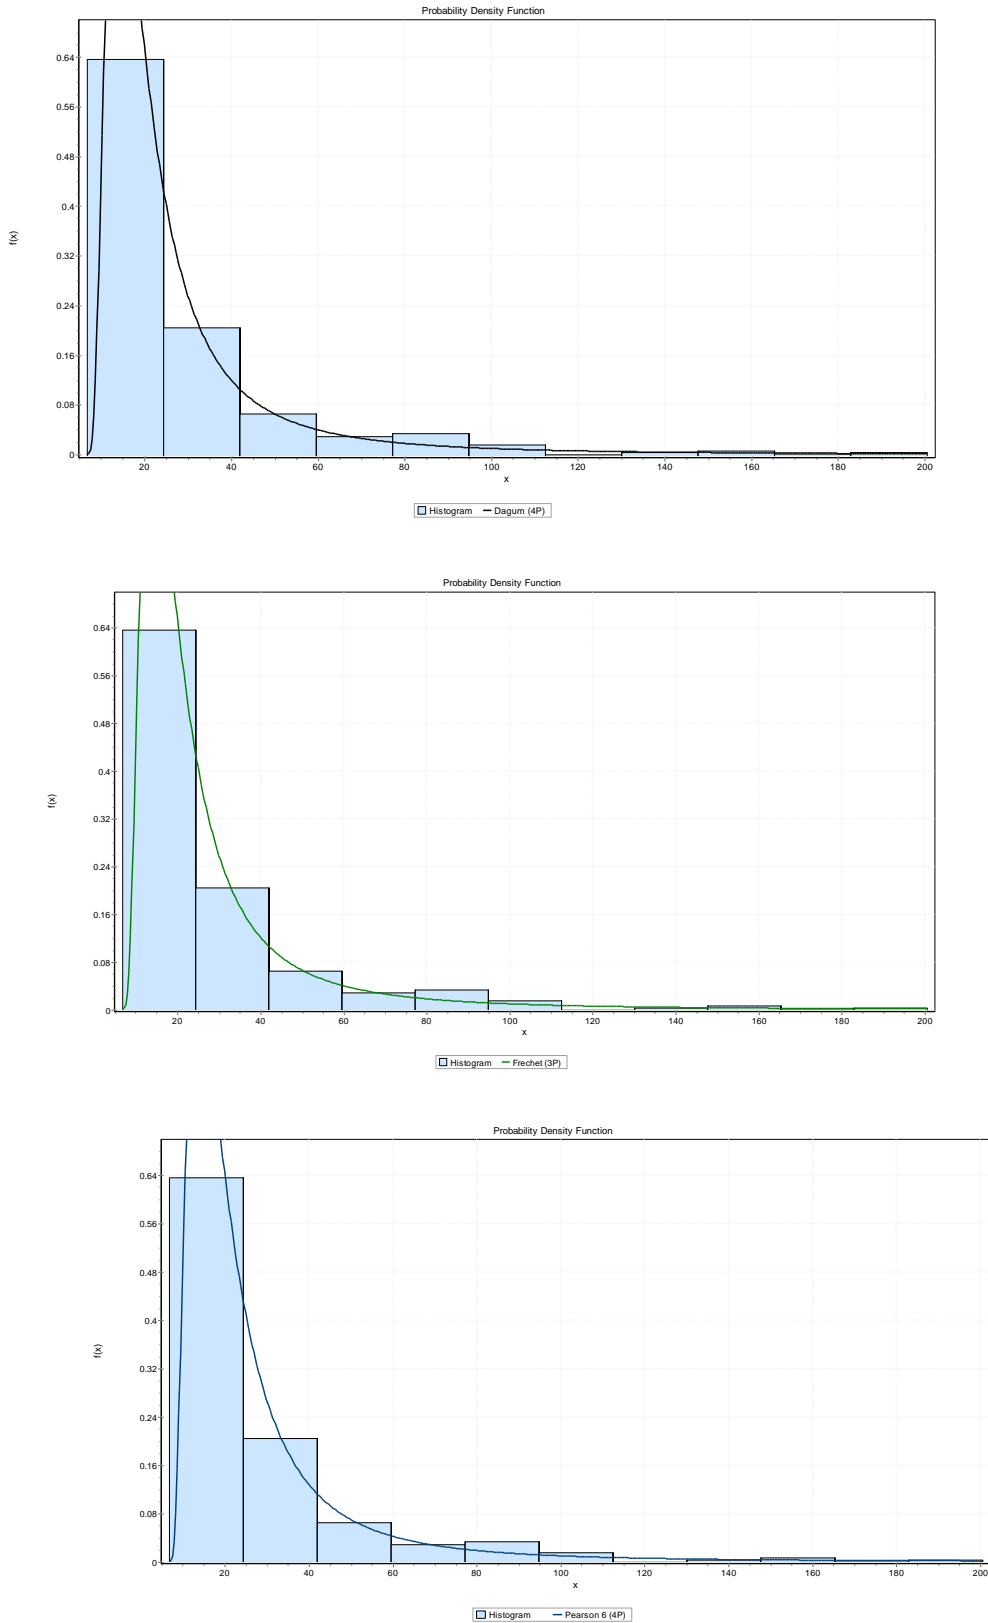 Probability Density Function
0.64
0.56
0.48
0.4
0.32
0.24
0.16
0.08
0
f(x)
20 40 60 80 100 120 140 160 180 200
x
Histogram Dagum (4P)
Probability Density Function
0.64
0.56
0.48
0.4
0.32
0.24
0.16
0.08
0
f(x)
20 40 60 80 100 120 140 160 180 200
x
Histogram Frechet (3P)
Probability Density Function
0.64
0.56
0.48
0.4
0.32
0.24
0.16
0.08
0
f(x)
20 40 60 80 100 120 140 160 180 200
x
Histogram Pearson 6 (4P)